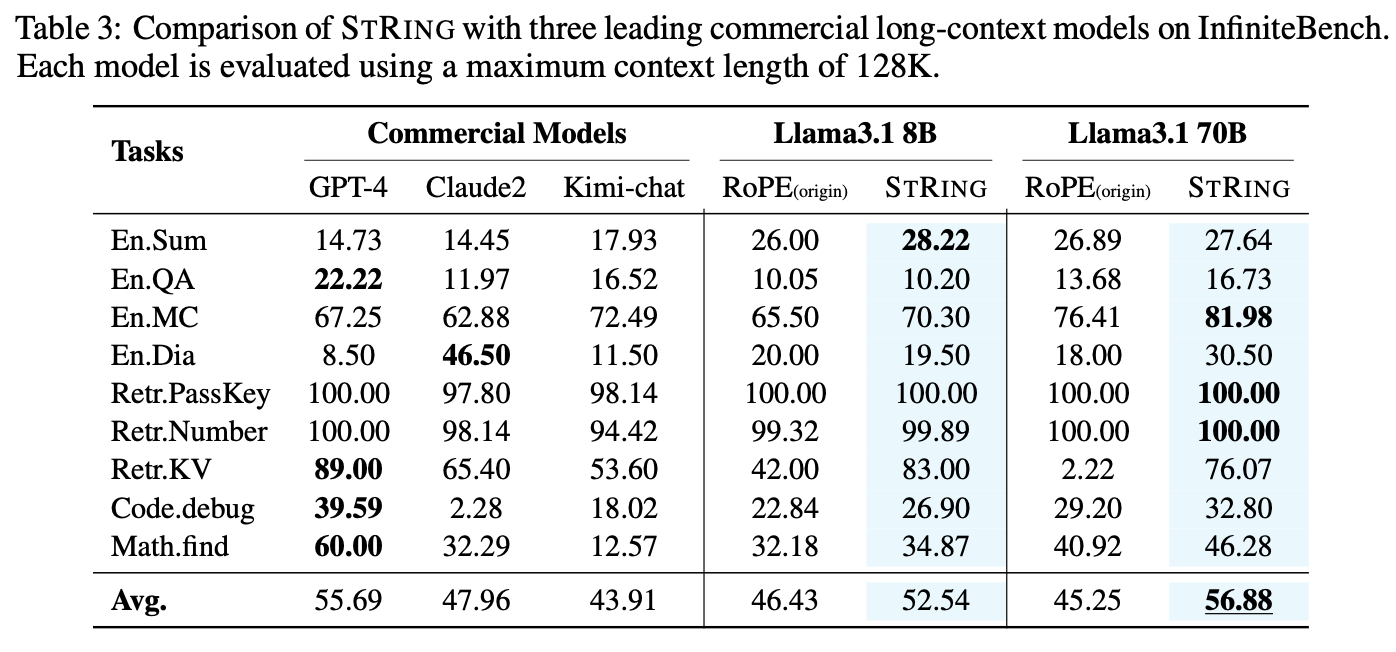 Table 3: Comparison of STRING with three leading commercial long-context models on InfiniteBench.
Each model is evaluated using a maximum context length of 128K.
Tasks Commercial Models Llama3.1 8B Llama3.1 70B
GPT-4 Claude2 Kimi-chat RoPE(origin) STRING RoPE(origin) STRING
En.Sum 14.73 14.45 17.93 26.00 28.22 26.89 27.64
En.QA 22.22 11.97 16.52 10.05 10.20 13.68 16.73
En.MC 67.25 62.88 72.49 65.50 70.30 76.41 81.98
En.Dia 8.50 46.50 11.50 20.00 19.50 18.00 30.50
Retr.PassKey 100.00 97.80 98.14 100.00 100.00 100.00 100.00
Retr.Number 100.00 98.14 94.42 99.32 99.89 100.00 100.00
Retr.KV 89.00 65.40 53.60 42.00 83.00 2.22 76.07
Code.debug 39.59 2.28 18.02 22.84 26.90 29.20 32.80
Math.find 60.00 32.29 12.57 32.18 34.87 40.92 46.28
Avg. 55.69 47.96 43.91 46.43 52.54 45.25 56.88